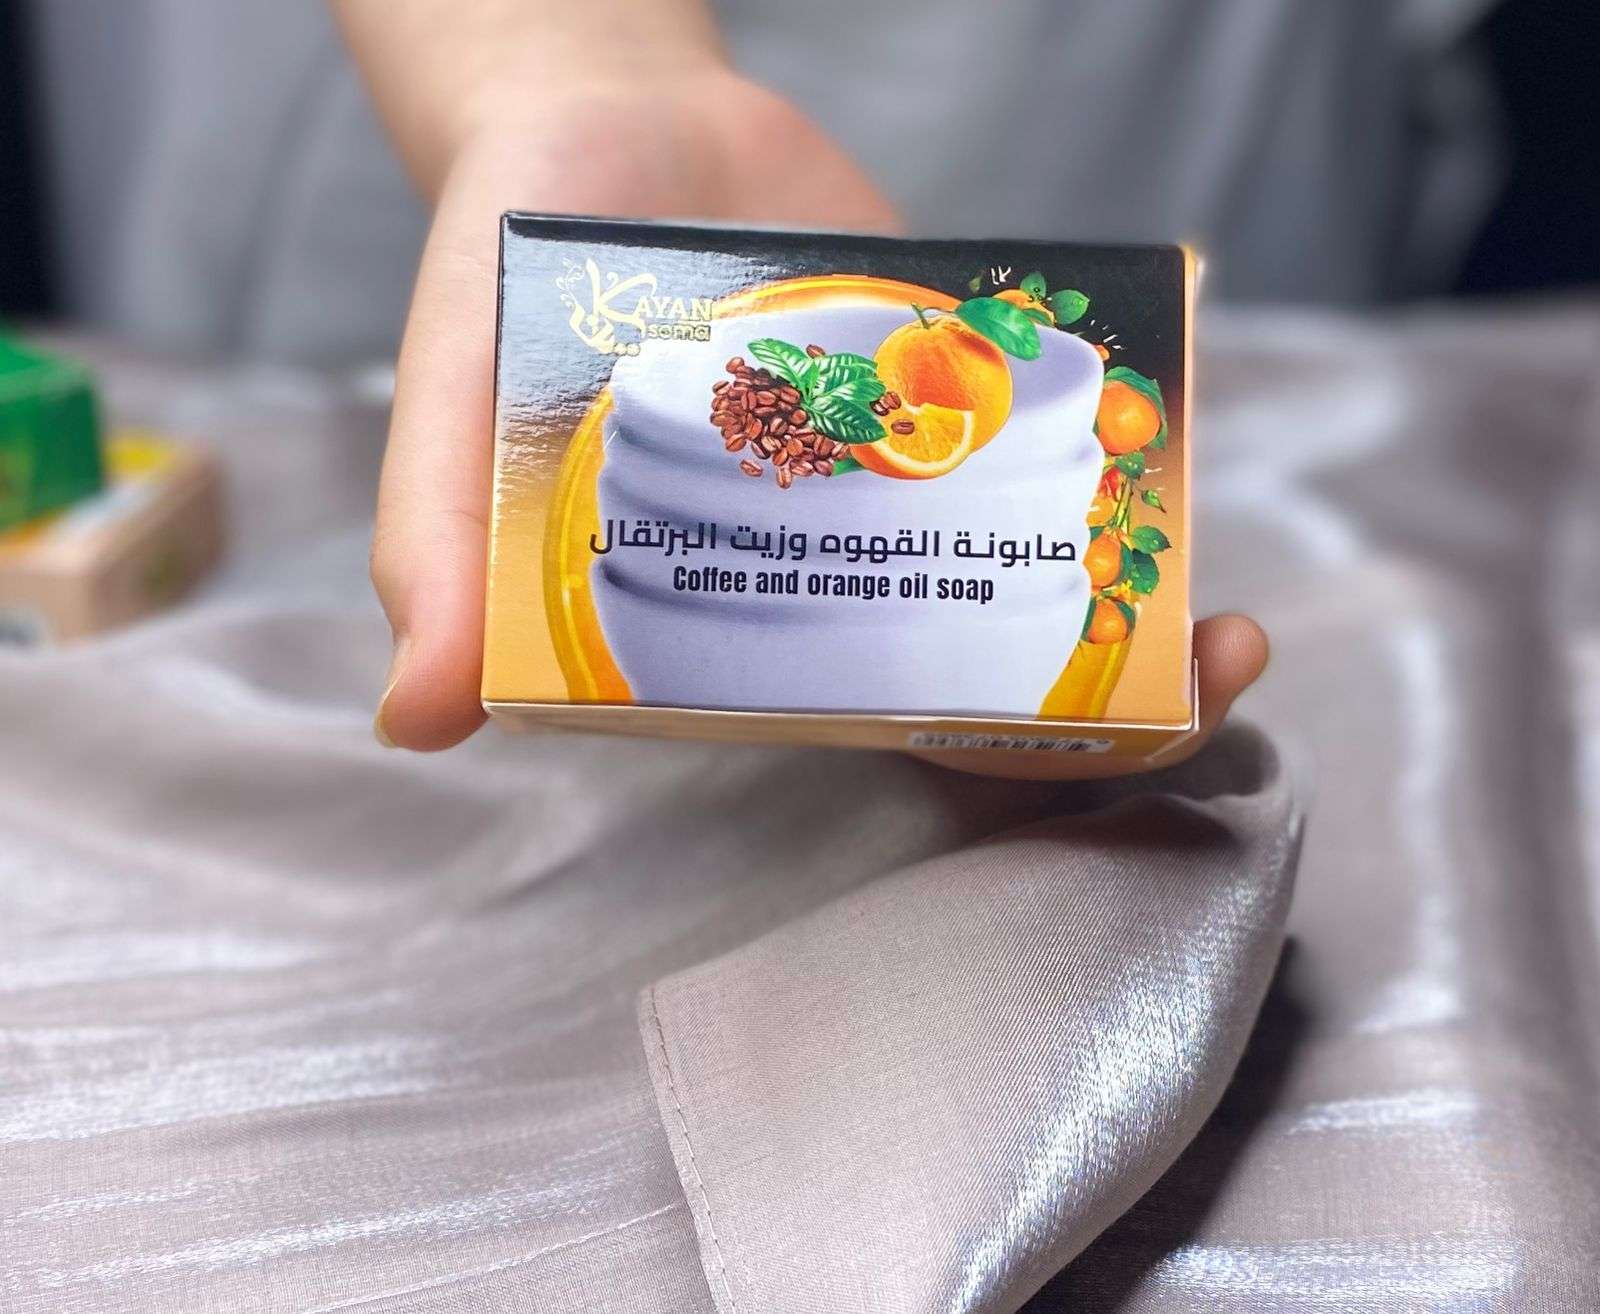 KAYAN
soma
صابونة القهوه وزيت البرتقال
Coffee and orange oil soap